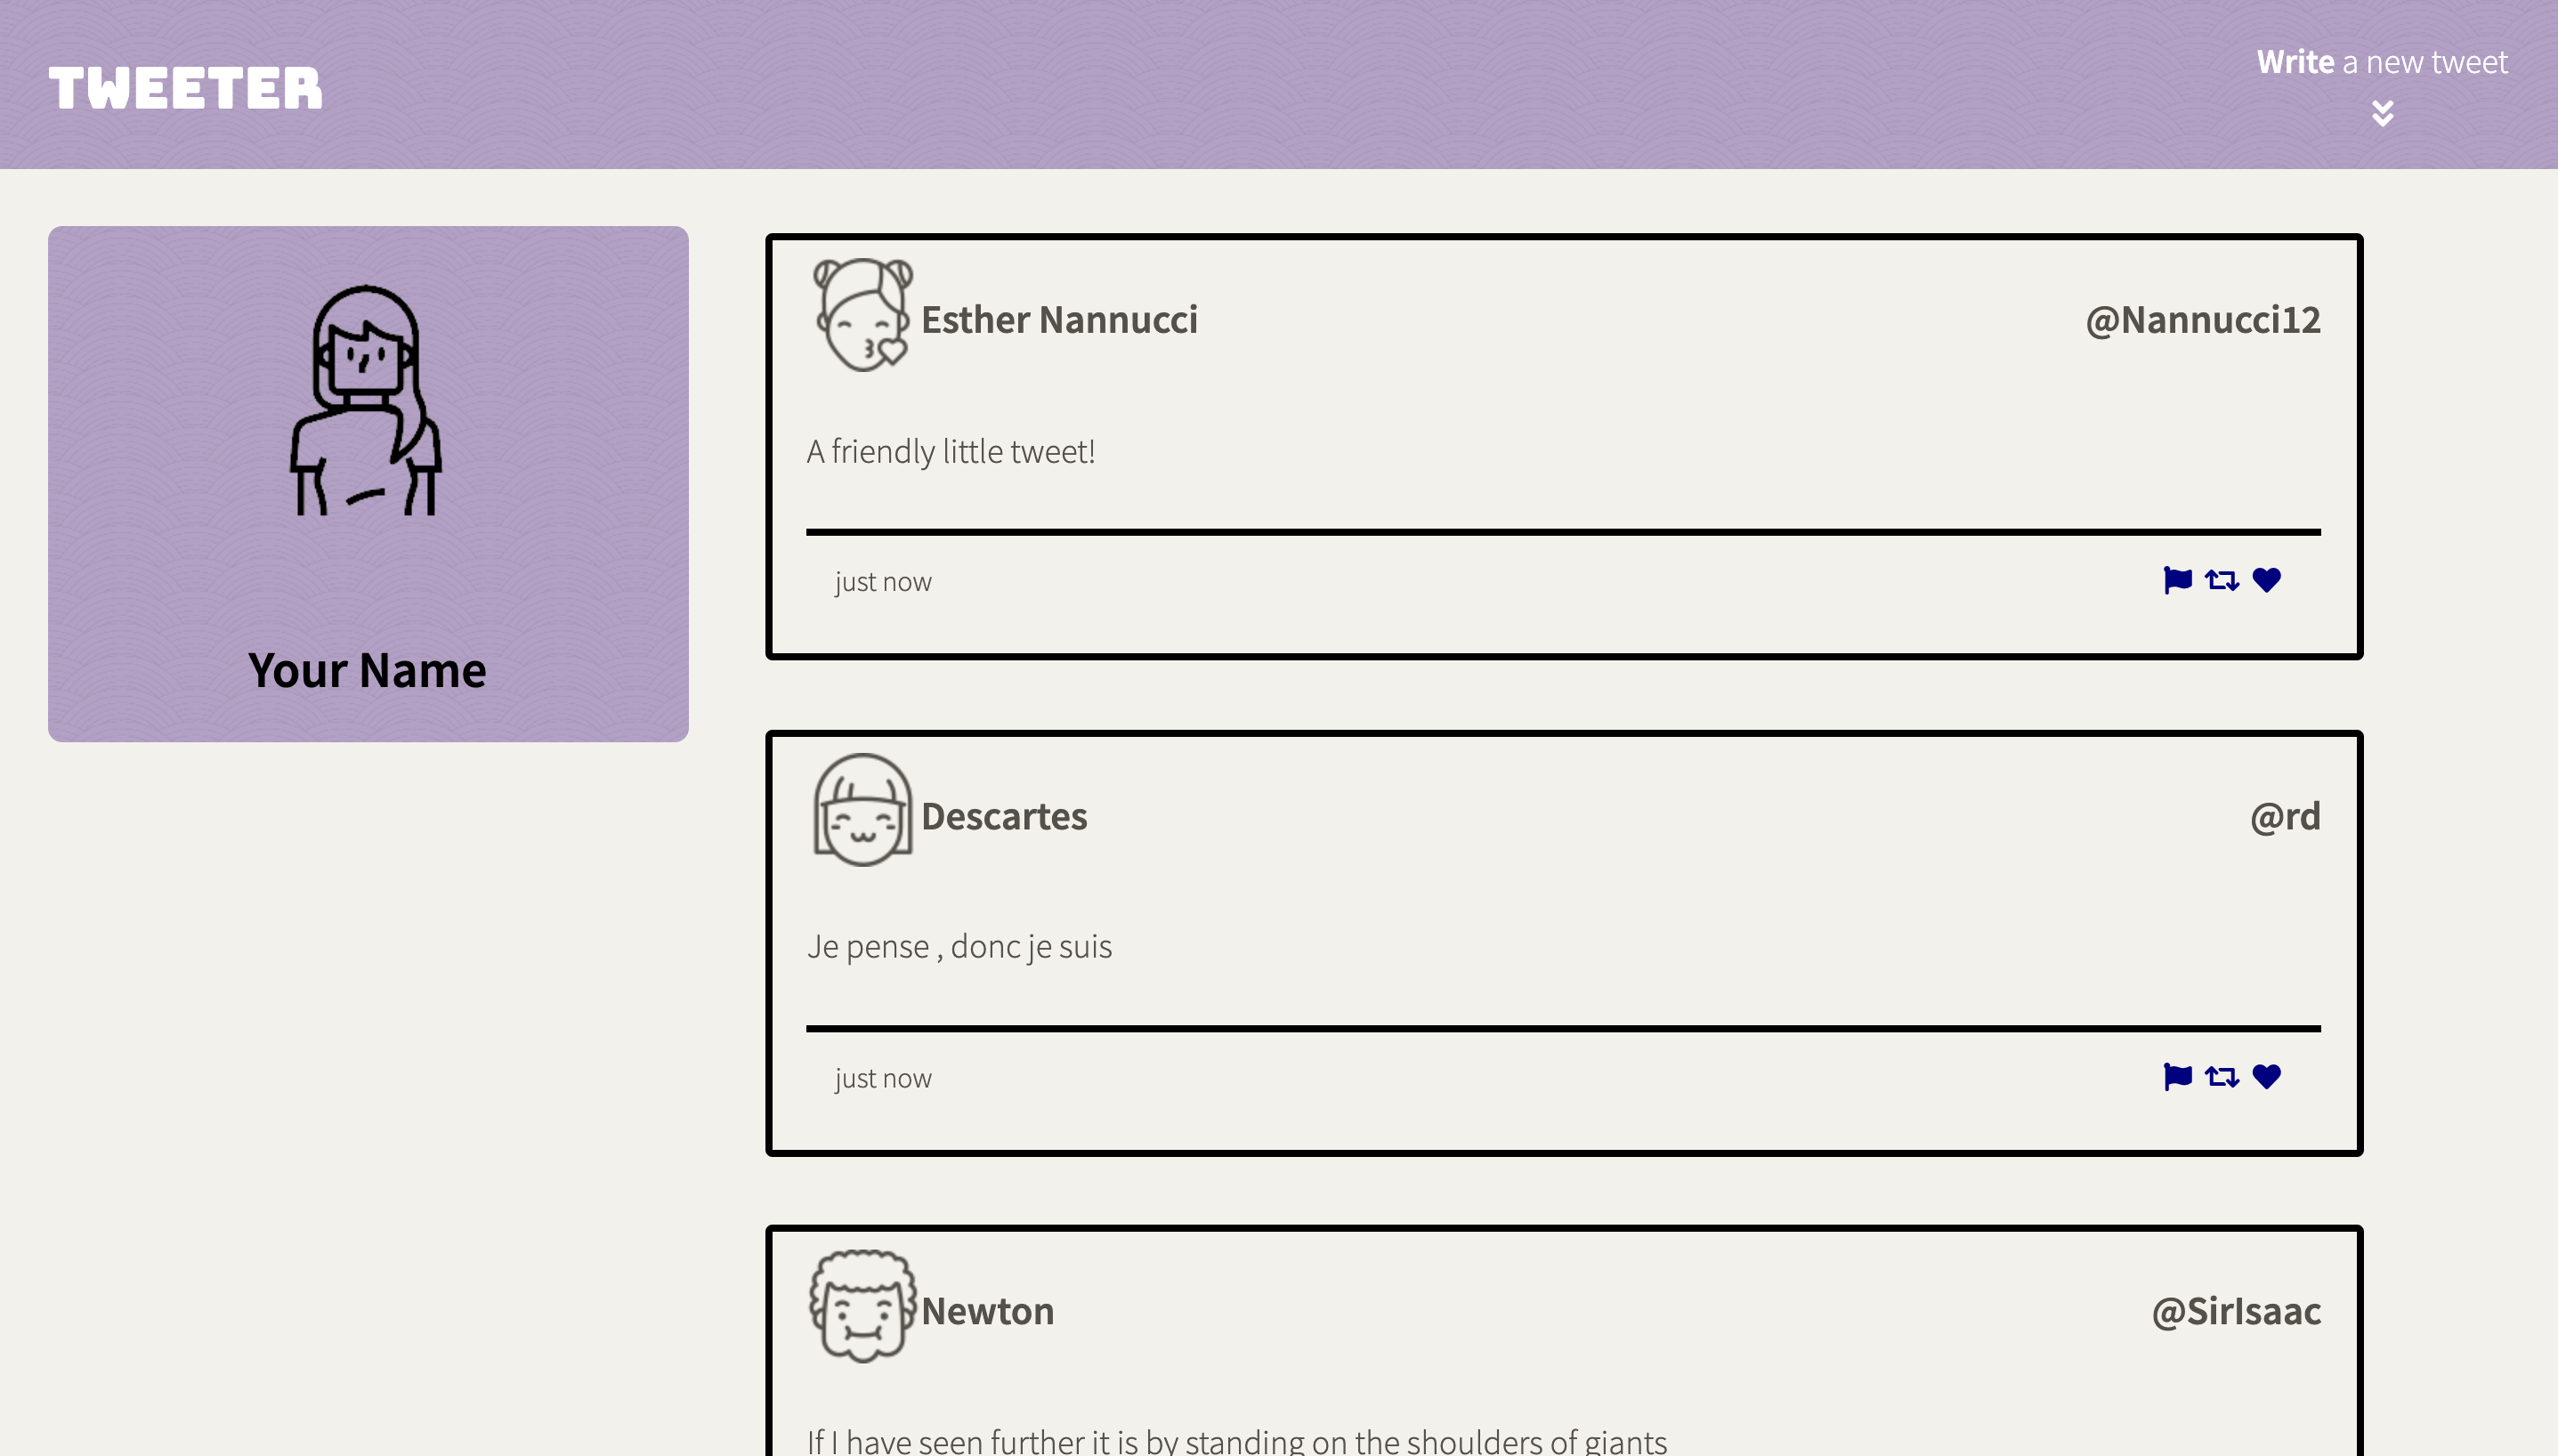 TWEETER
Write a new tweet
Your Name
Esther Nannucci
@Nannucci12
A friendly little tweet!
just now
Descartes
@rd
Je pense , donc je suis
just now
Newton
@SirIsaac
If I have seen further it is by standing on the shoulders of giants